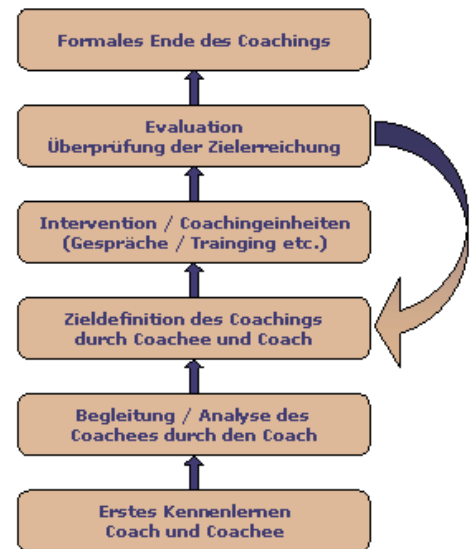 Formales Ende des Coachings
Evaluation
Überprüfung der Zielerreichung
Intervention / Coachingeinheiten
(Gespräche / Trainging etc.)
Zieldefinition des Coachings
durch Coachee und Coach
Begleitung / Analyse des
Coachees durch den Coach
Erstes Kennenlernen
Coach und Coachee